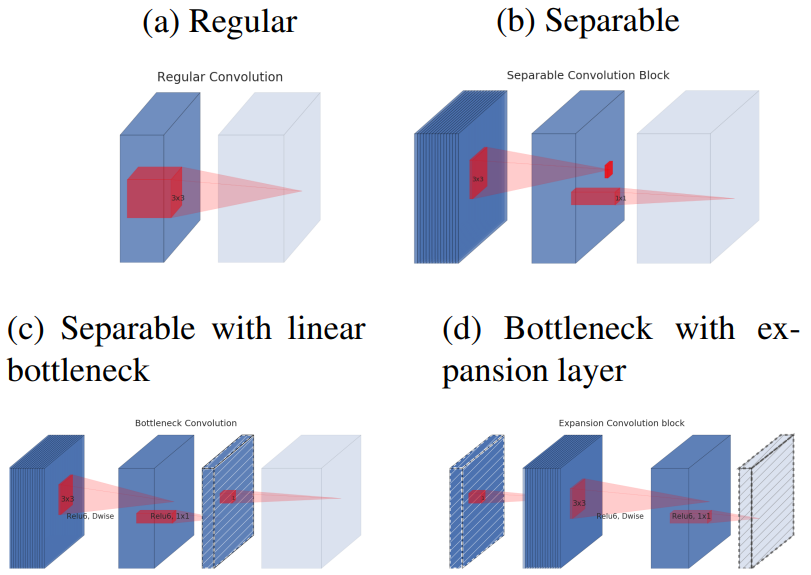 (a) Regular
(b) Separable
Regular Convolution
Separable Convolution Block
3x3
3x3
1x1
(c) Separable with linear
bottleneck
(d) Bottleneck with ex-
pansion layer
Bottleneck Convolution
Expansion Convolution block
3x3
Relu6, Dwise
Relu6, 1x1
3x3
Relu6, Dwise
Relu6, 1x1